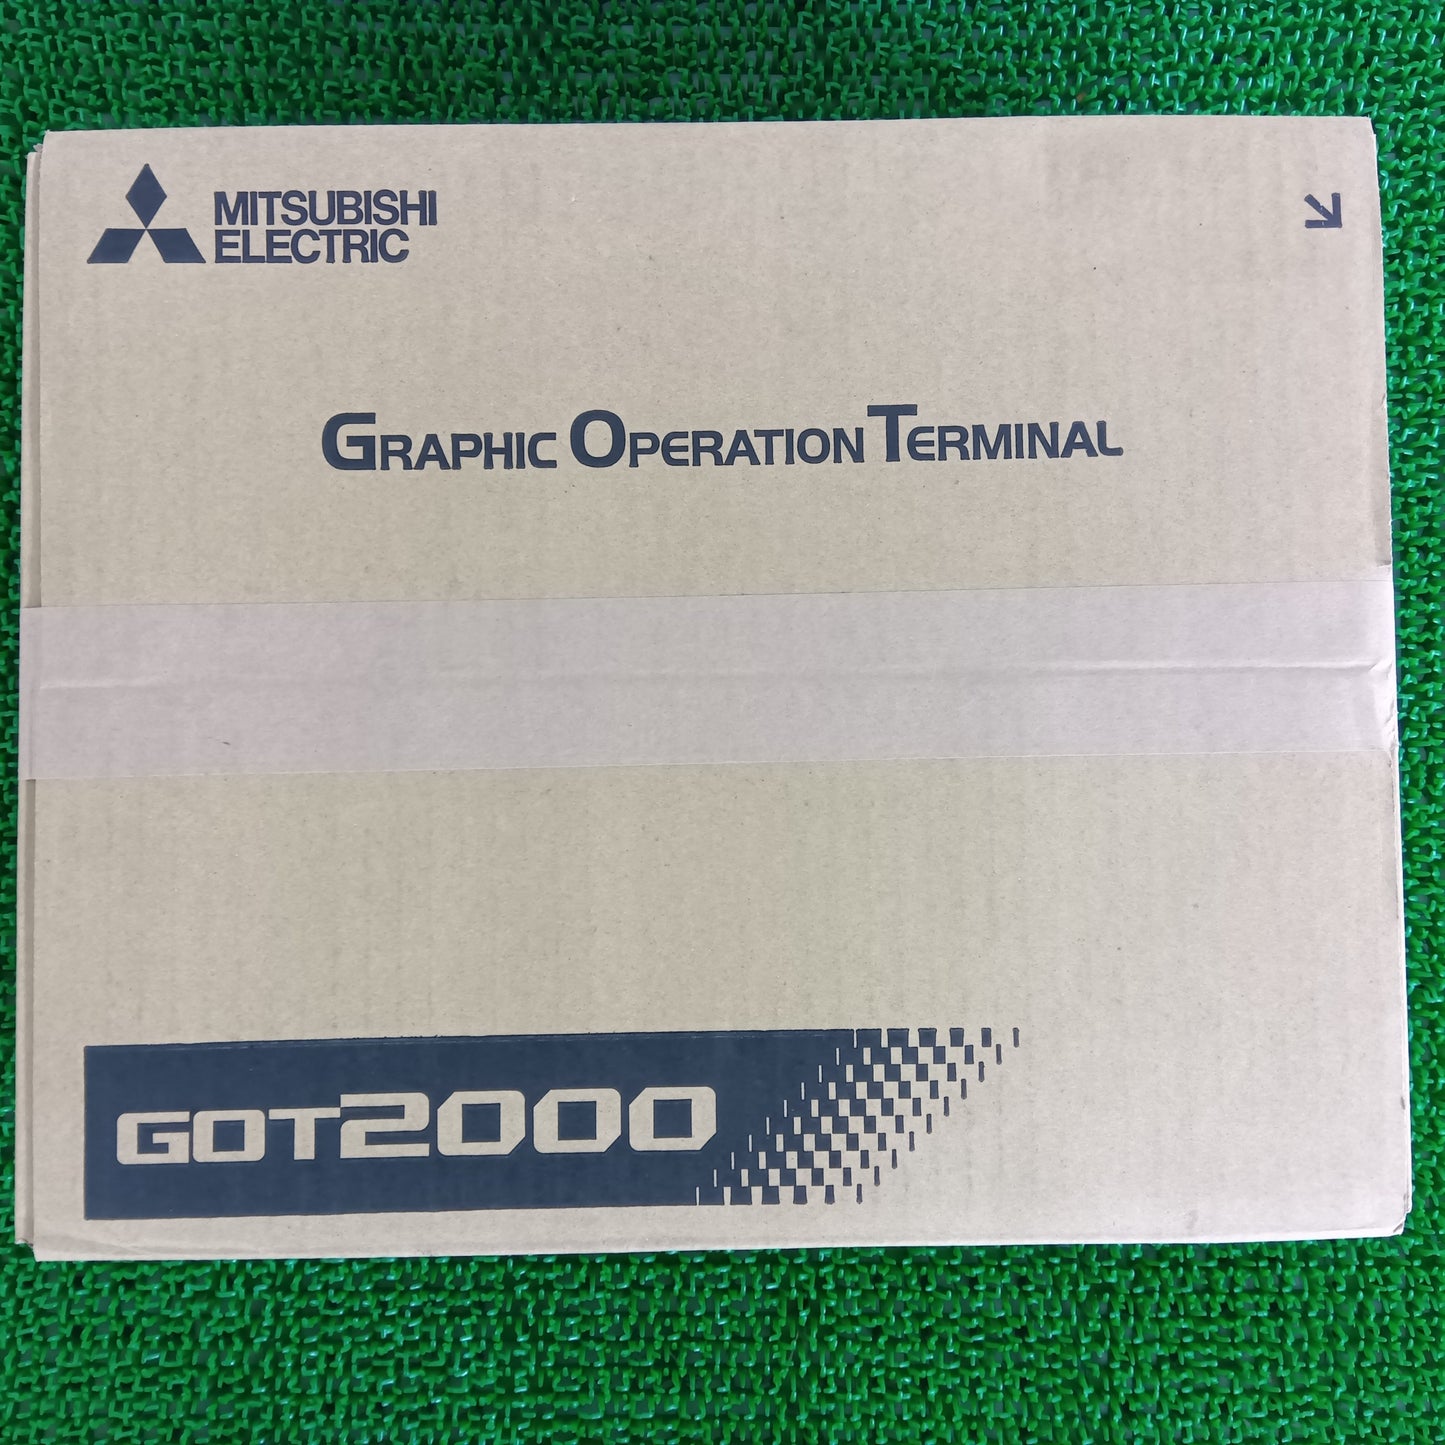 MITSUBISHI
ELECTRIC
GRAPHIC OPERATION TERMINAL
GOT2000